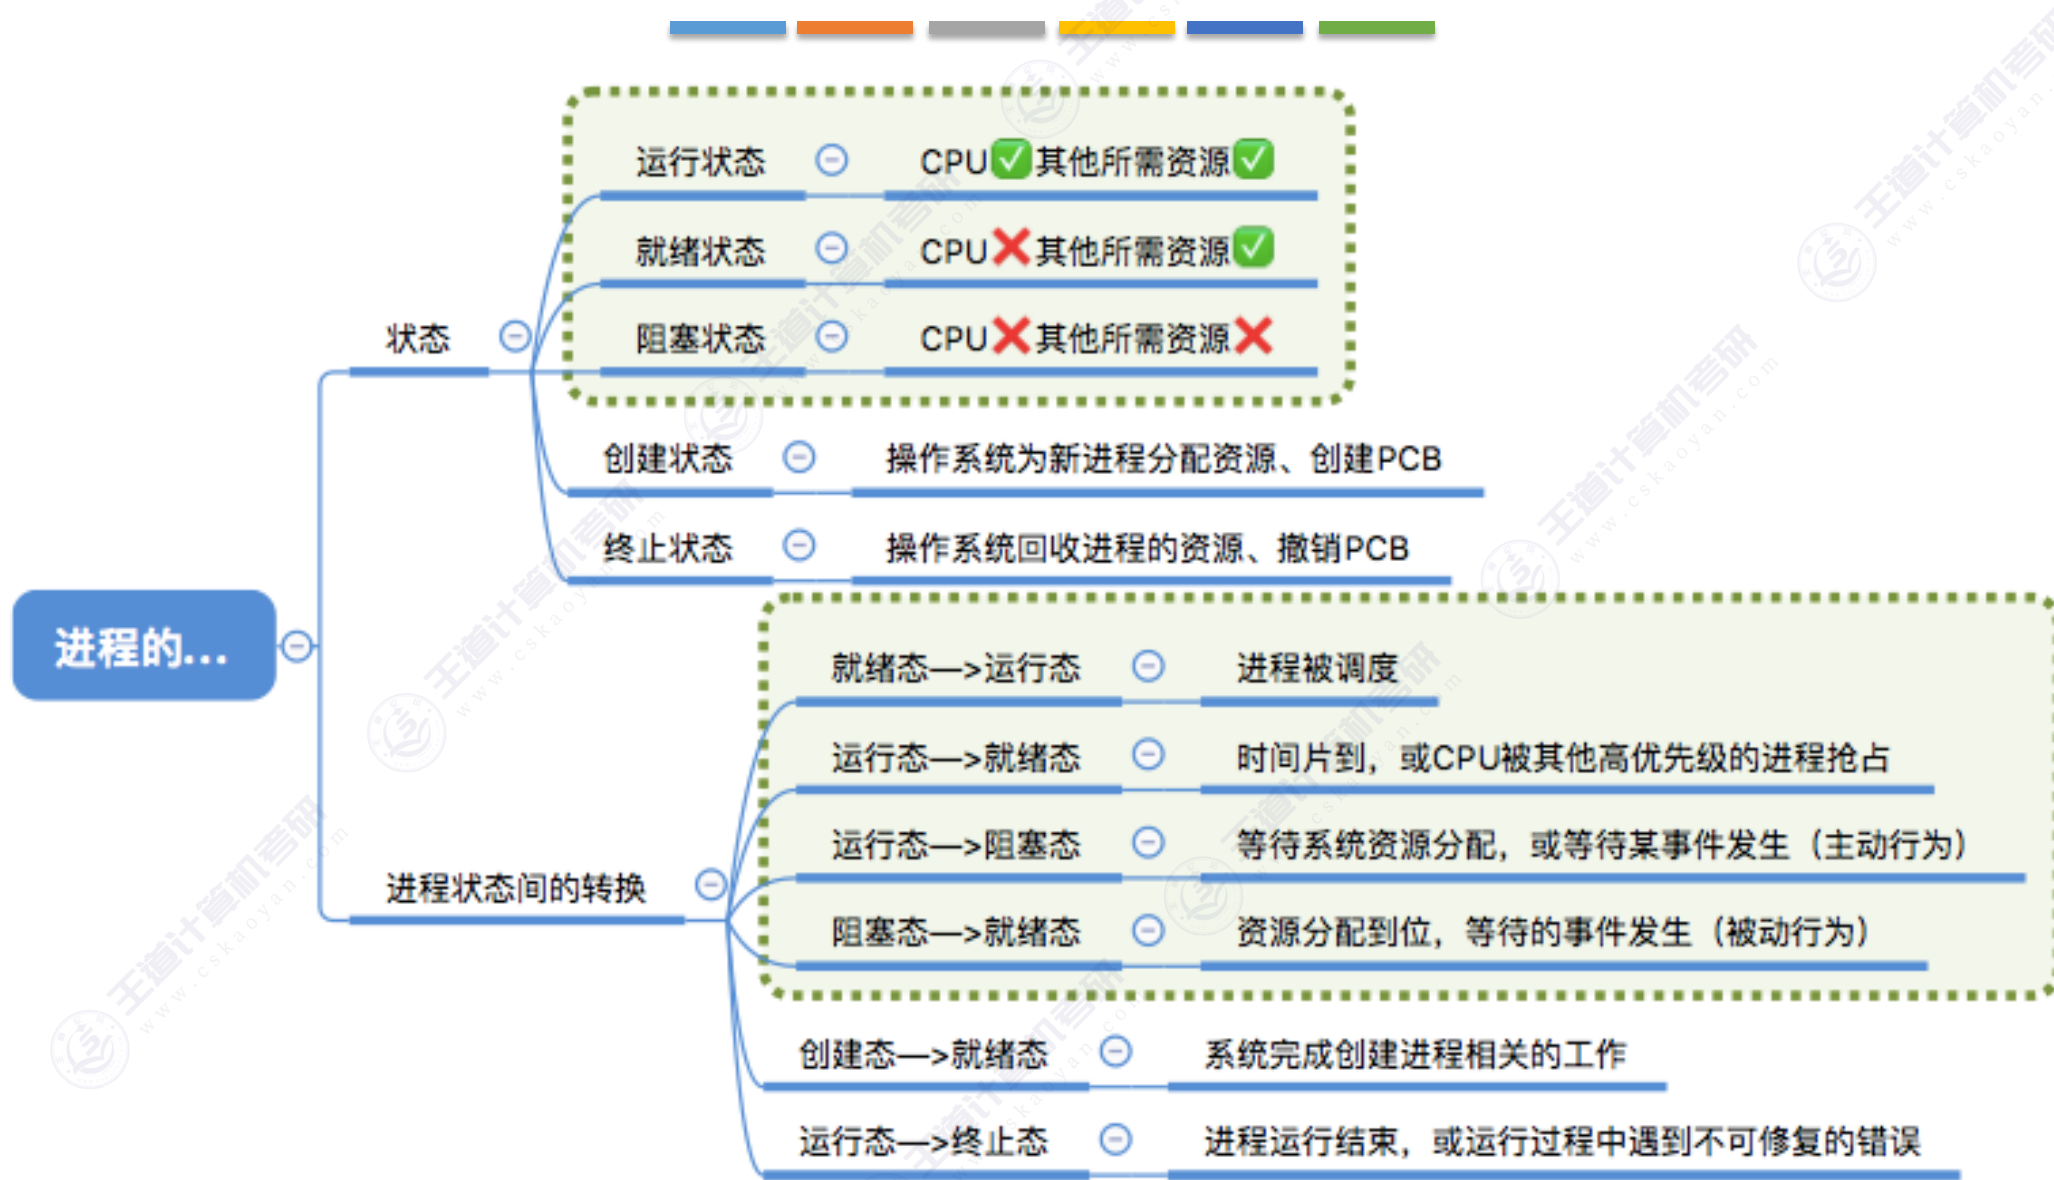 运行状态 CPU✅其他所需资源✅
就绪状态 CPU❌其他所需资源✅
状态 阻塞状态 CPU❌其他所需资源❌
创建状态 操作系统为新进程分配资源、创建PCB
终止状态 操作系统回收进程的资源、撤销PCB
进程的...
就绪态—>运行态 进程被调度
运行态—>就绪态 时间片到，或CPU被其他高优先级的进程抢占
运行态—>阻塞态 等待系统资源分配，或等待某事件发生（主动行为）
进程状态间的转换
阻塞态—>就绪态 资源分配到位，等待的事件发生（被动行为）
创建态—>就绪态 系统完成创建进程相关的工作
运行态—>终止态 进程运行结束，或运行过程中遇到不可修复的错误
王道计算机考研
www.cskaoyan.com